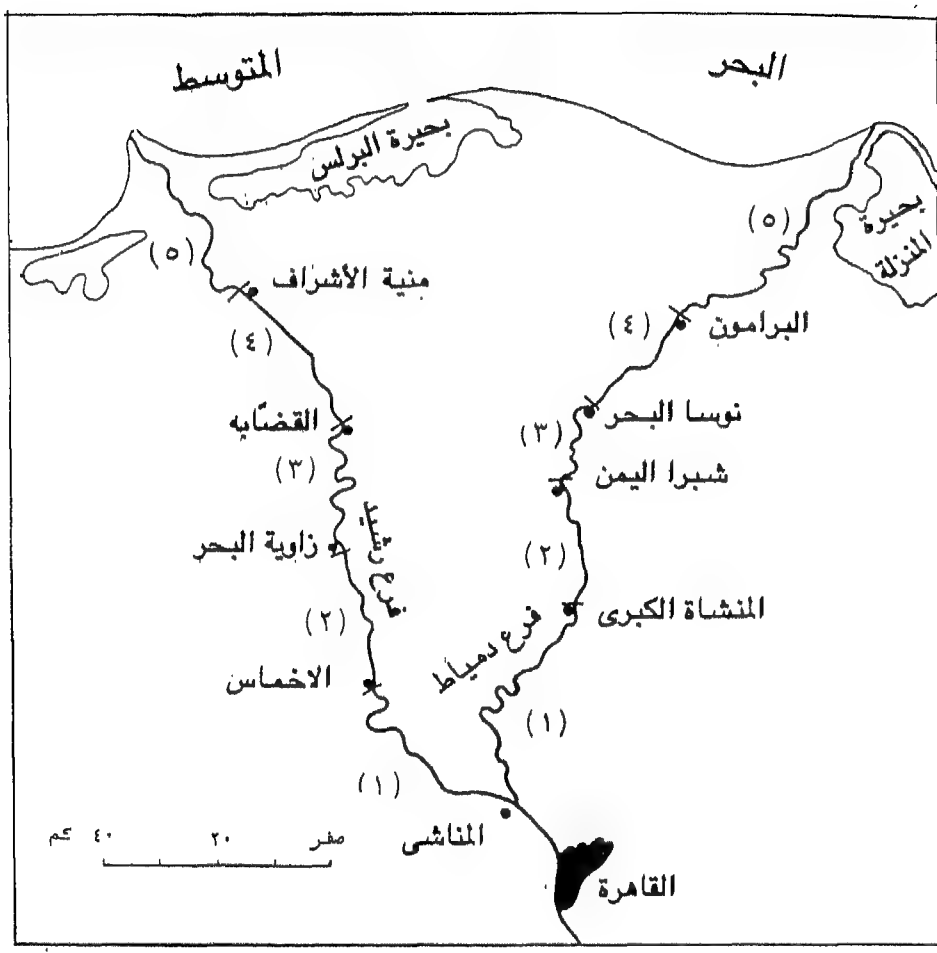 البحر
المتوسط
بحيرة البرلس
بحيرة
المنزلة
(٥)
(٥)
منية الأشراف
البرامون
(٤)
(٤)
القضّابه
نوسا البحر
(٣)
(٣)
شبرا اليمن
زاوية البحر
فرع رشيد
(٢)
(٢)
المنشاة الكبرى
فرع دمياط
الاخماس
(١)
(١)
المناشى
صفر ٢٠ ٤٠ كم
القاهرة